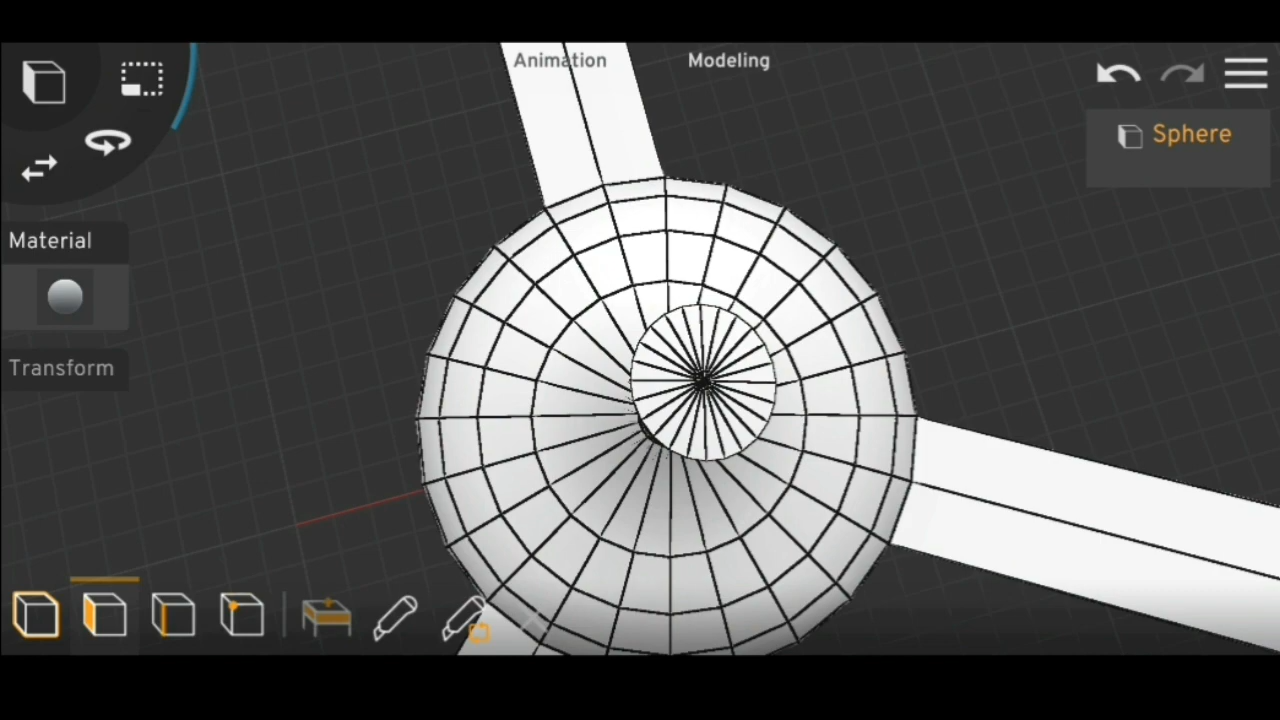 Animation
Modeling
Sphere
Material
Transform